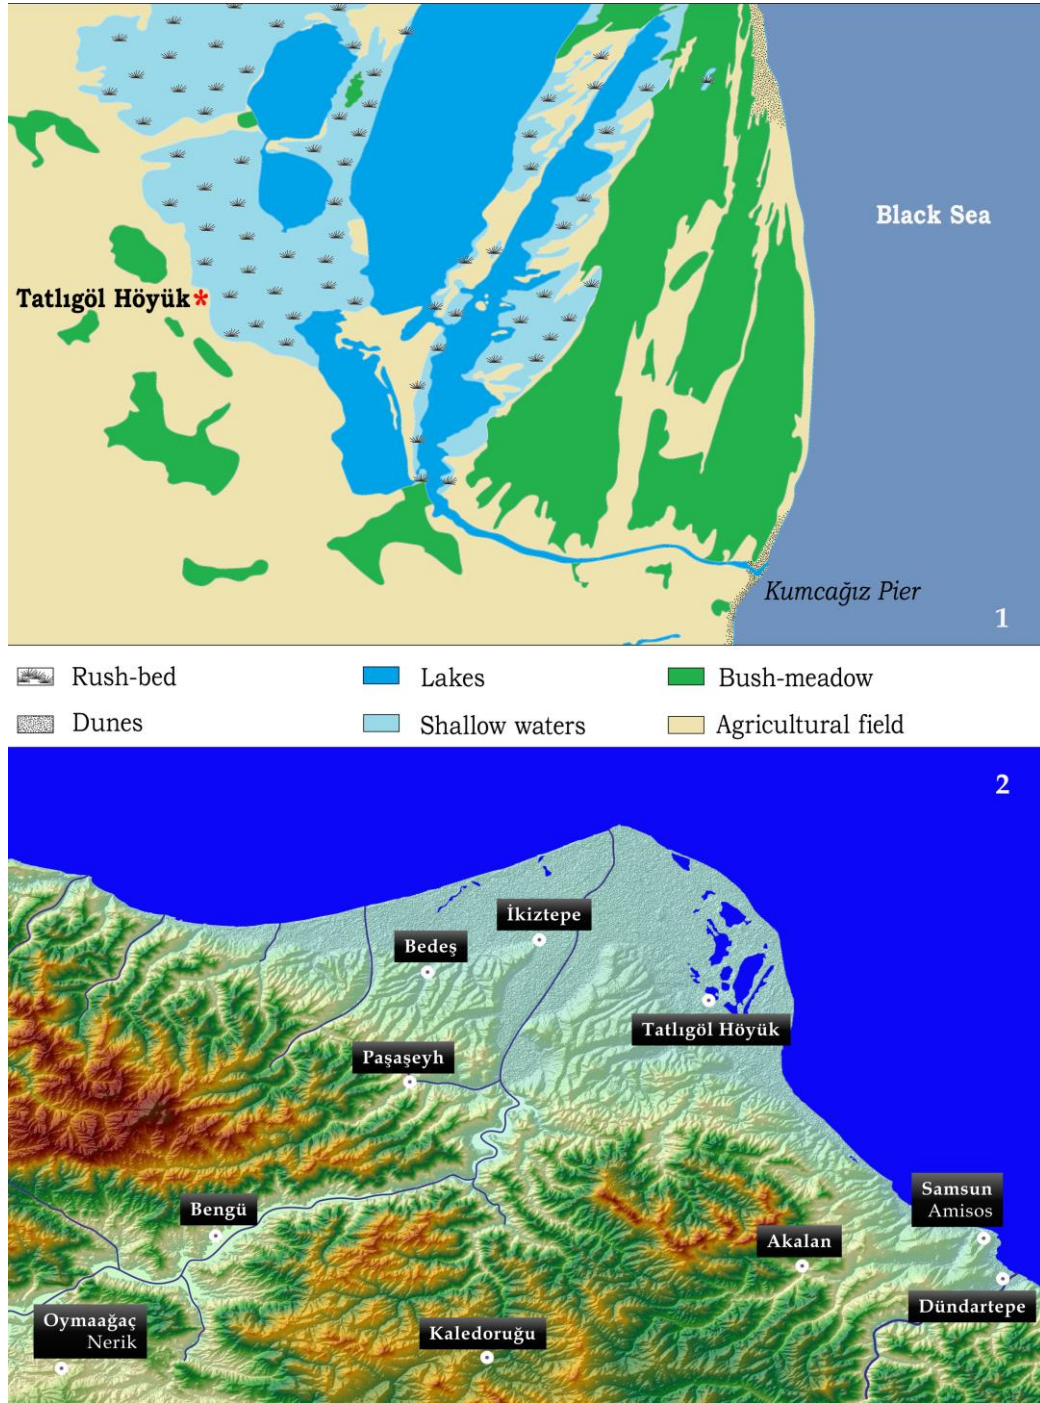 Black Sea
Tatlıgöl Höyük*
Kumcağız Pier
1
Rush-bed
Lakes
Bush-meadow
Dunes
Shallow waters
Agricultural field
2
İkiztepe
Bedeş
Tatlıgöl Höyük
Paşaşeyh
Samsun
Amisos
Bengü
Akalan
Dündartepe
Oymaağaç
Nerik
Kaledoruğu